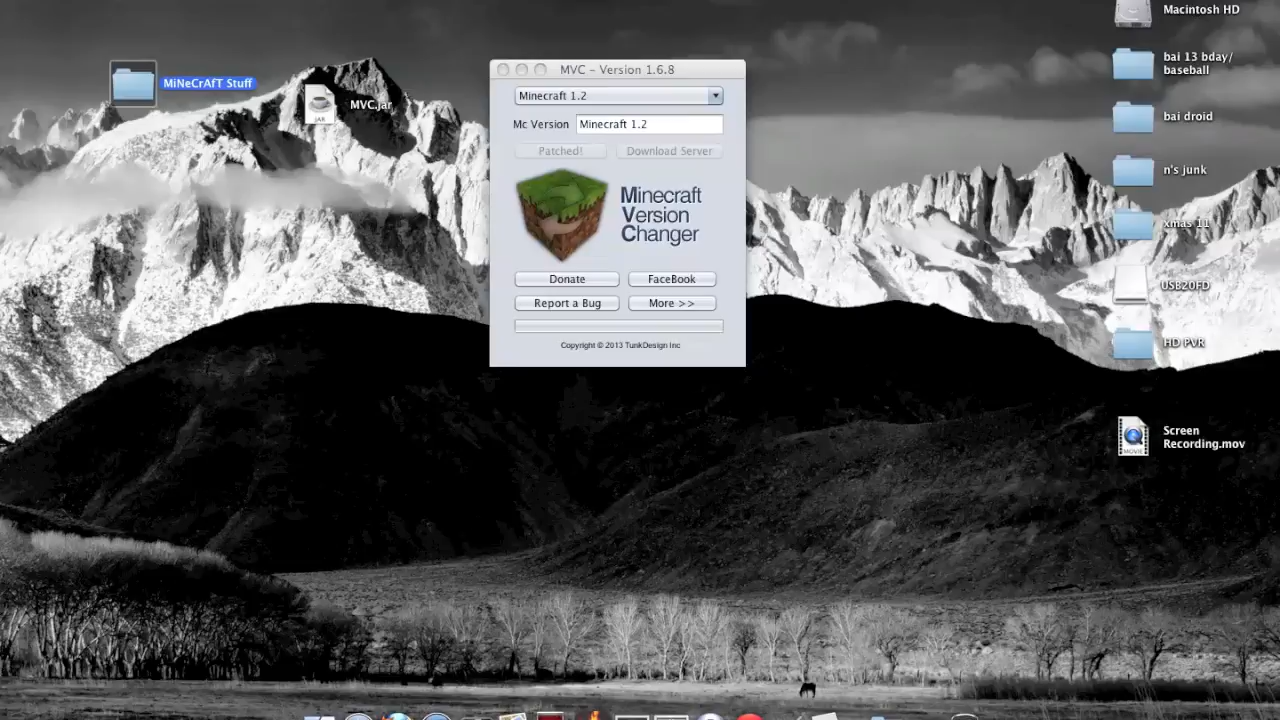 Macintosh HD
bai 13 bday/
baseball
MiNeCrAfT Stuff
MVC.jar
JAR
bai droid
n's junk
xmas 11
USB20FD
HD PVR
Screen
Recording.mov
MOVIE
MVC – Version 1.6.8
Minecraft 1.2
Mc Version Minecraft 1.2
Patched! Download Server
Minecraft
Version
Changer
Donate FaceBook
Report a Bug More >>
Copyright © 2013 TunkDesign Inc